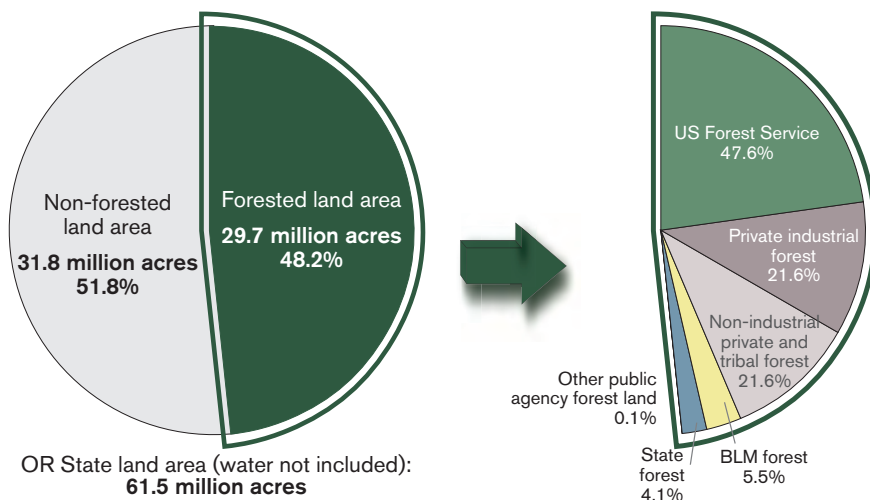 Non-forested
land area
31.8 million acres
51.8%
Forested land area
29.7 million acres
48.2%
OR State land area (water not included):
61.5 million acres
US Forest Service
47.6%
Private industrial
forest
21.6%
Non-industrial
private and
tribal forest
21.6%
Other public
agency forest land
0.1%
State
forest
4.1%
BLM forest
5.5%